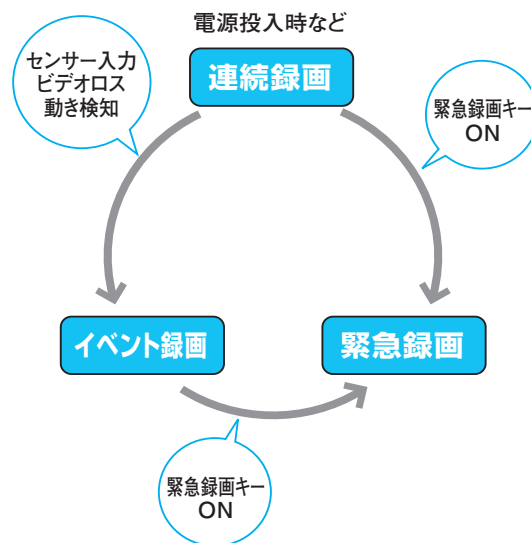 電源投入時など
連続録画
センサー入力
ビデオロス
動き検知
緊急録画キー
ON
イベント録画
緊急録画
緊急録画キー
ON